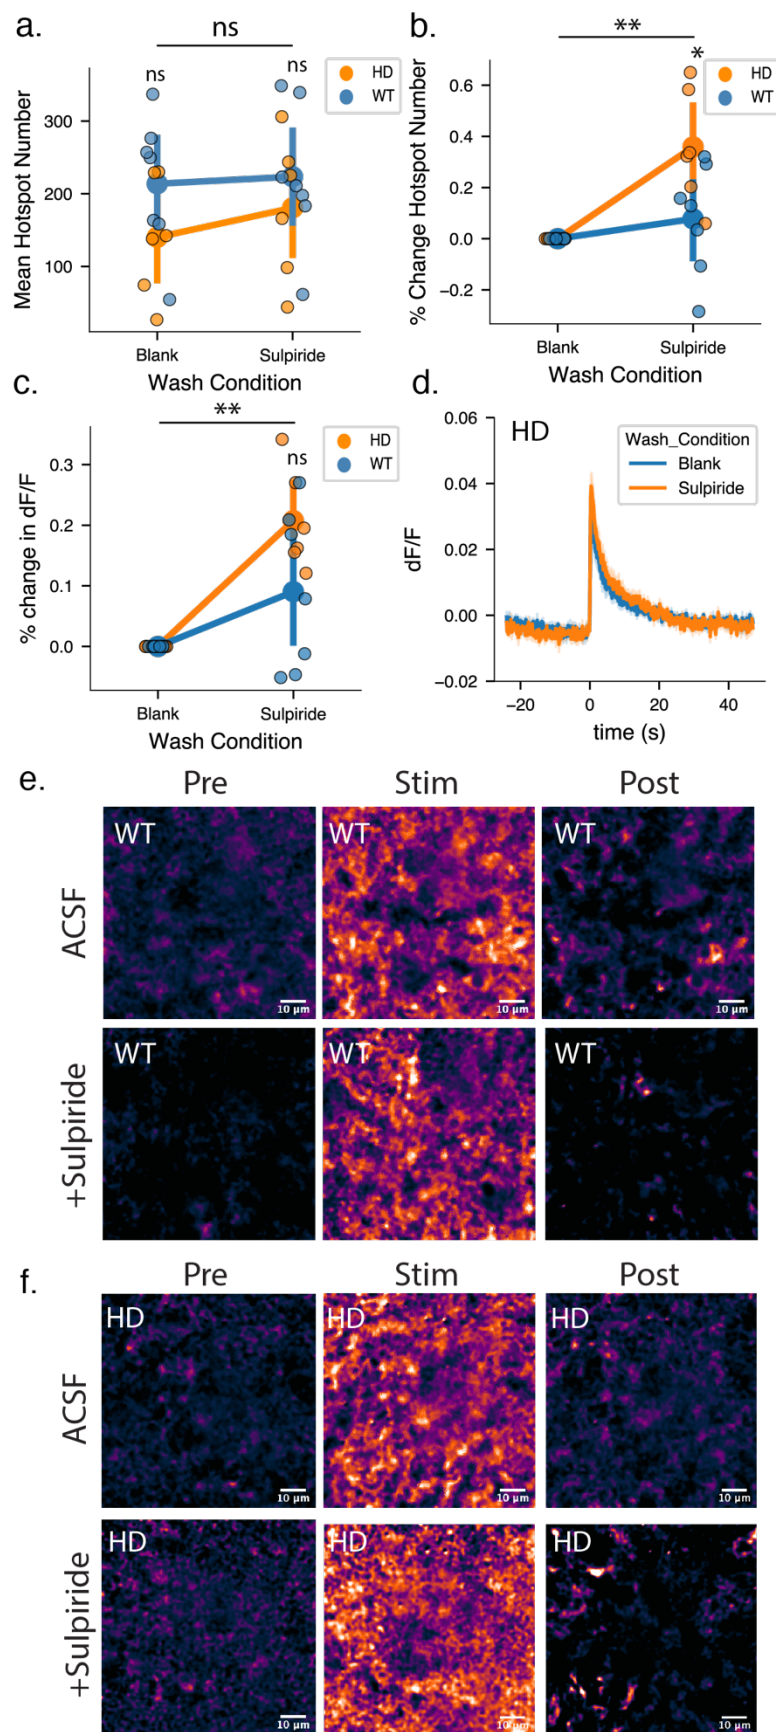 a.
ns
ns
ns
HD
WT
Mean Hotspot Number
300
200
100
Blank
Sulpiride
Wash Condition
b.
**
*
HD
WT
% Change Hotspot Number
0.6
0.4
0.2
0.0
−0.2
Blank
Sulpiride
Wash Condition
c.
**
ns
HD
WT
% change in dF/F
0.3
0.2
0.1
0.0
Blank
Sulpiride
Wash Condition
d.
HD
Wash_Condition
Blank
Sulpiride
dF/F
0.06
0.04
0.02
0.00
−0.02
−20
0
20
40
time (s)
e.
Pre
Stim
Post
ACSF
WT
10 µm
WT
10 µm
WT
10 µm
+Sulpiride
WT
10 µm
WT
10 µm
WT
10 µm
f.
Pre
Stim
Post
ACSF
HD
10 µm
HD
10 µm
HD
10 µm
+Sulpiride
HD
10 µm
HD
10 µm
HD
10 µm